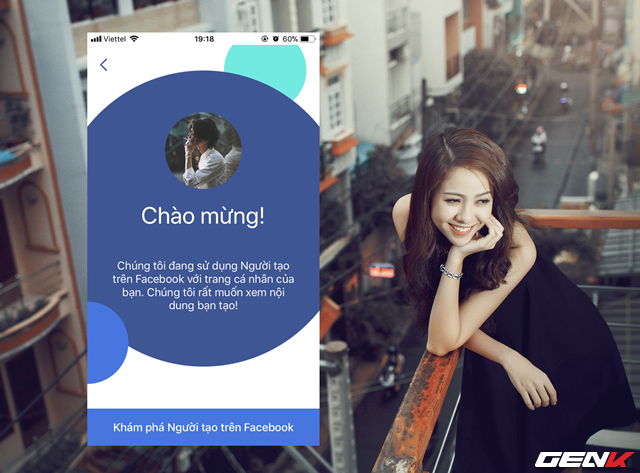 Viettel 19:18 60%
Chào mừng!
Chúng tôi đang sử dụng Người tạo
trên Facebook với trang cá nhân của
bạn. Chúng tôi rất muốn xem nội
dung bạn tạo!
Khám phá Người tạo trên Facebook
GENK